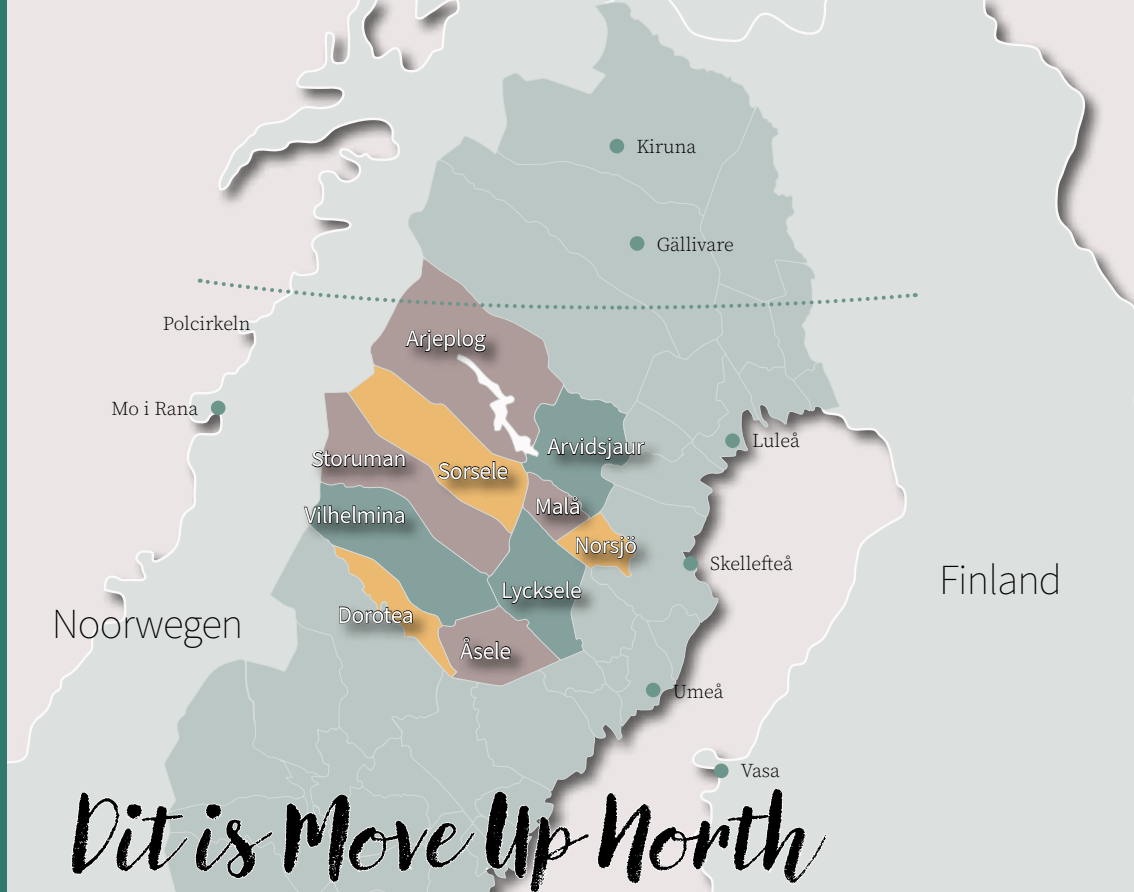 Kiruna
Gällivare
Polcirkeln
Arjeplog
Mo i Rana
Luleå
Arvidsjaur
Storuman
Sorsele
Malå
Vilhelmina
Norsjö
Skellefteå
Finland
Lycksele
Dorotea
Noorwegen
Åsele
Umeå
Vasa
Dit is Move Up North